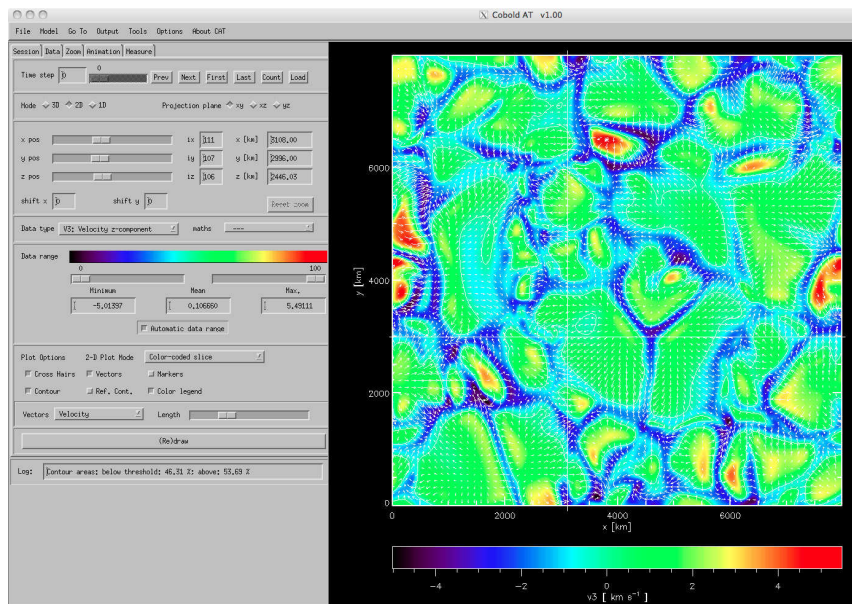 Cobold AT v1.00
File Model Go To Output Tools Options About CAT
Session Data Zoom Animation Measure
Time step 0 0 Prev Next First Last Count Load
Mode 3D 2D 1D Projection plane xy xz yz
x pos ix 111 x [km] 3108.00
y pos iy 107 y [km] 2996.00
z pos iz 106 z [km] 2446.03
shift x 0 shift y 0 Reset zoom
Data type V3: Velocity z-component maths ---
Data range
0 100
Minimum Mean Max.
-5.01397 0.106660 5.49111
Automatic data range
Plot Options 2-D Plot Mode Color-coded slice
Cross Hairs Vectors Markers
Contour Ref. Cont. Color legend
Vectors Velocity Length
(Re)draw
Log: Contour areas: below threshold: 46.31 %; above: 53.69 %
y [km]
6000
4000
2000
0
0 2000 4000 6000
x [km]
-4 -2 0 2 4
v3 [ km s⁻¹ ]